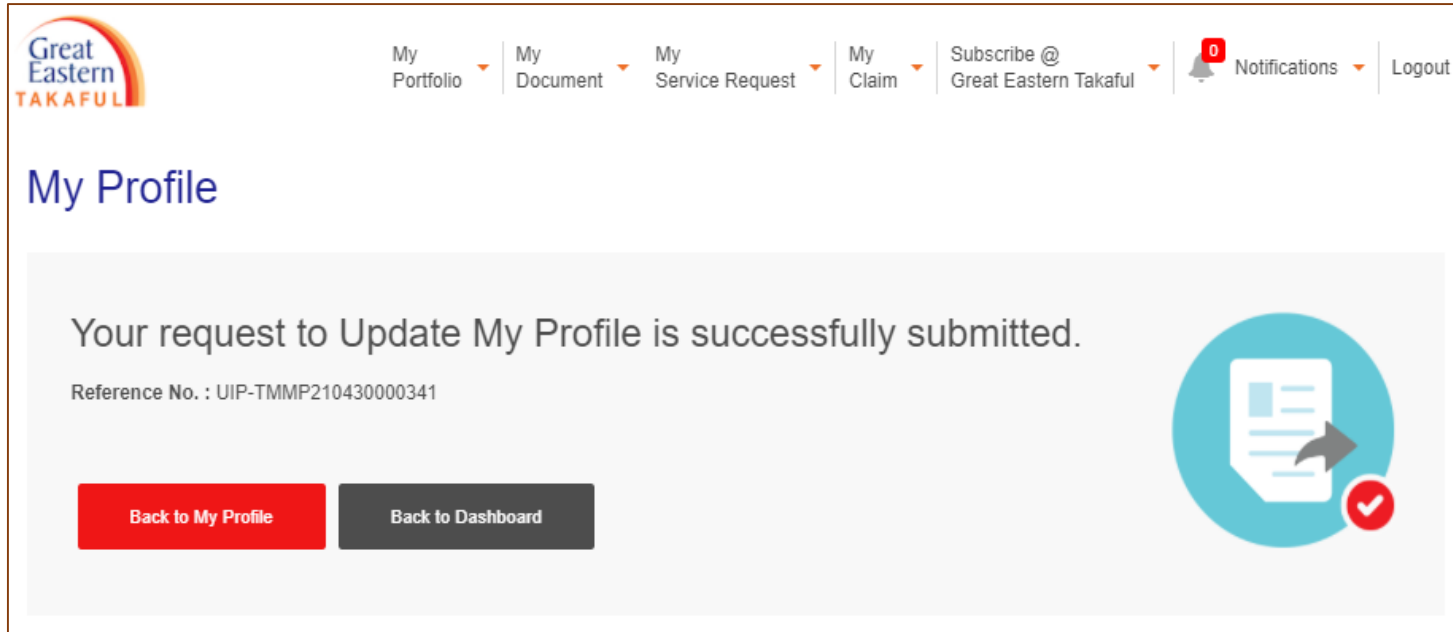 Great
Eastern
TAKAFUL
My
Portfolio
My
Document
My
Service Request
My
Claim
Subscribe @
Great Eastern Takaful
0
Notifications
Logout
My Profile
Your request to Update My Profile is successfully submitted.
Reference No. : UIP-TMMP210430000341
Back to My Profile
Back to Dashboard